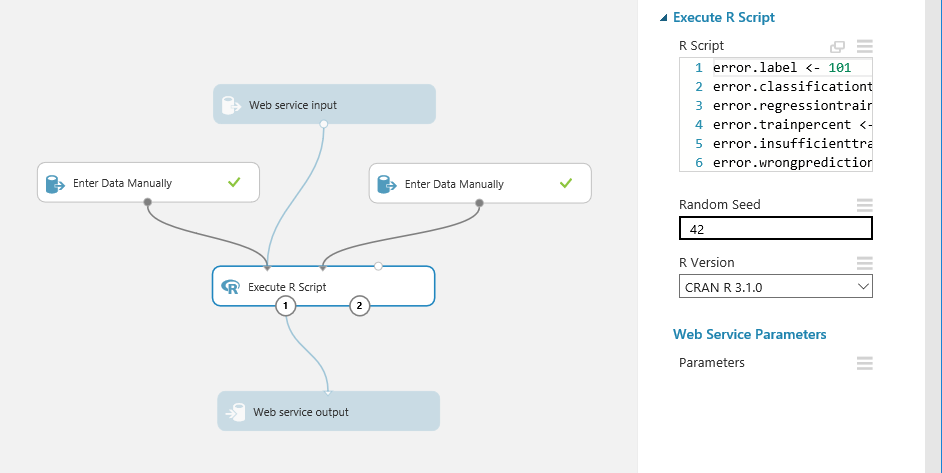 Web service input
Enter Data Manually
Enter Data Manually
R Execute R Script
1
2
Web service output
Execute R Script
R Script
1 error.label <- 101
2 error.classificationt
3 error.regressiontrain
4 error.trainpercent <-
5 error.insufficienttra
6 error.wrongprediction
Random Seed
42
R Version
CRAN R 3.1.0
Web Service Parameters
Parameters